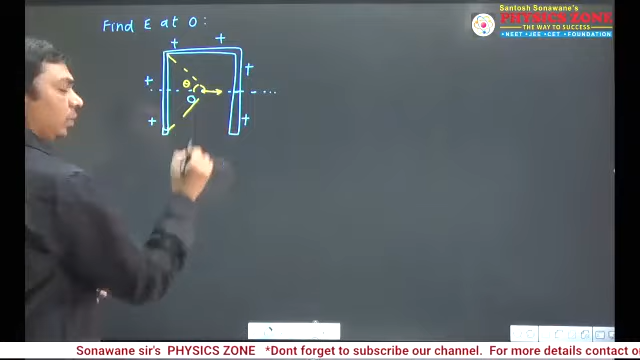 Find E at O :
+ +
+ +
θ
O
+ +
Santosh Sonawane's
PHYSICS ZONE
THE WAY TO SUCCESS
• NEET • JEE • CET • FOUNDATION
Sonawane sir's PHYSICS ZONE *Dont forget to subscribe our channel. For more details contact o